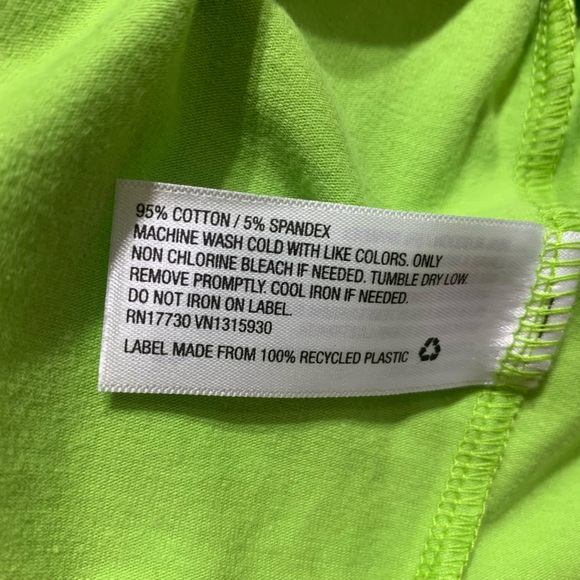 95% COTTON / 5% SPANDEX
MACHINE WASH COLD WITH LIKE COLORS. ONLY
NON CHLORINE BLEACH IF NEEDED. TUMBLE DRY LOW.
REMOVE PROMPTLY. COOL IRON IF NEEDED.
DO NOT IRON ON LABEL.
RN17730 VN1315930
LABEL MADE FROM 100% RECYCLED PLASTIC